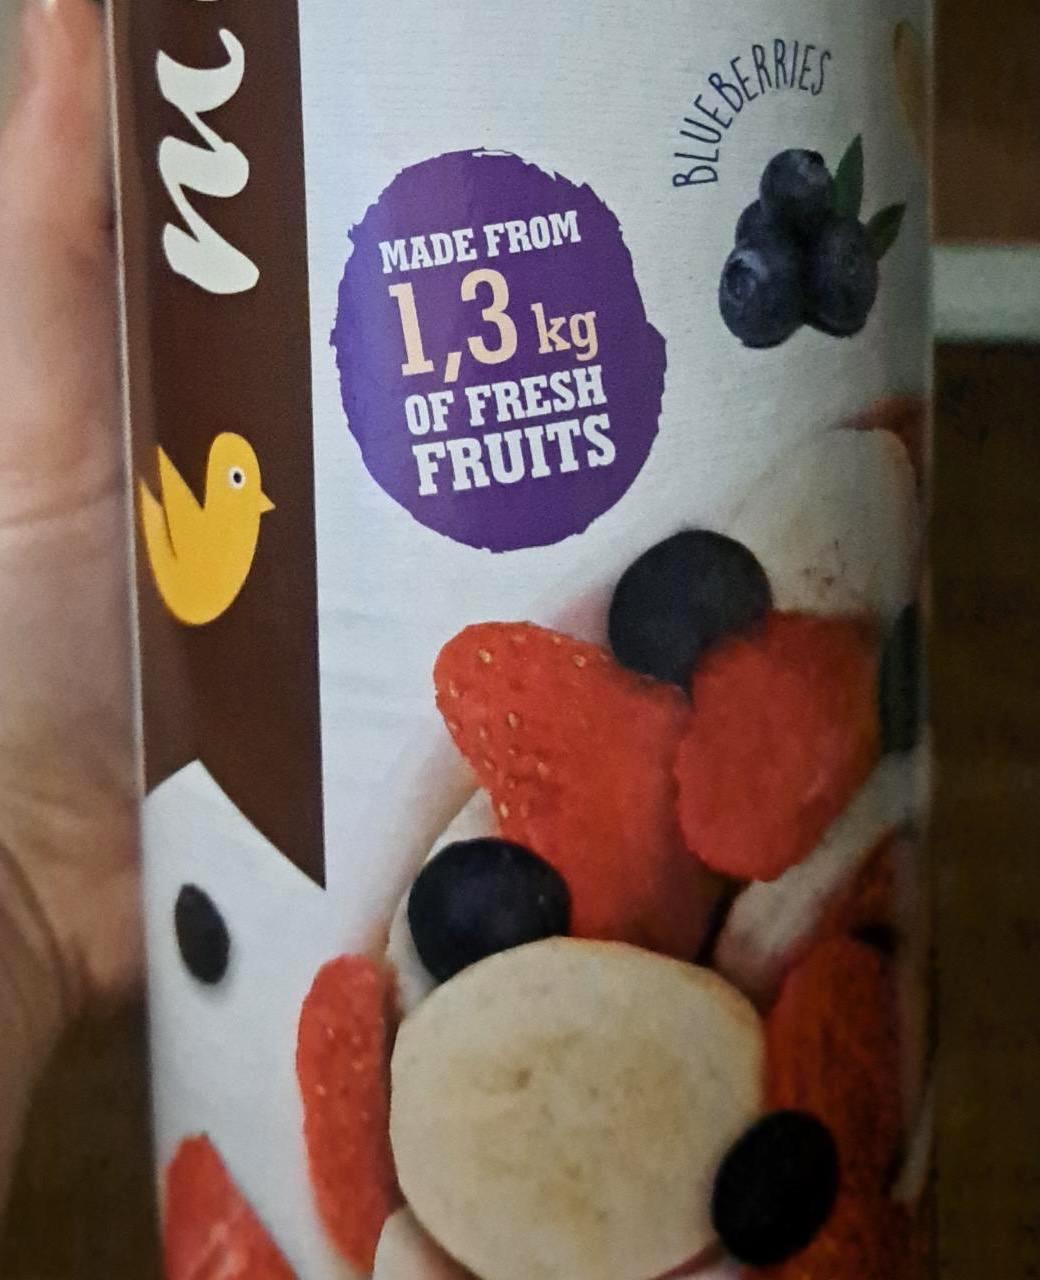 BLUEBERRIES
MADE FROM
1,3 kg
OF FRESH
FRUITS